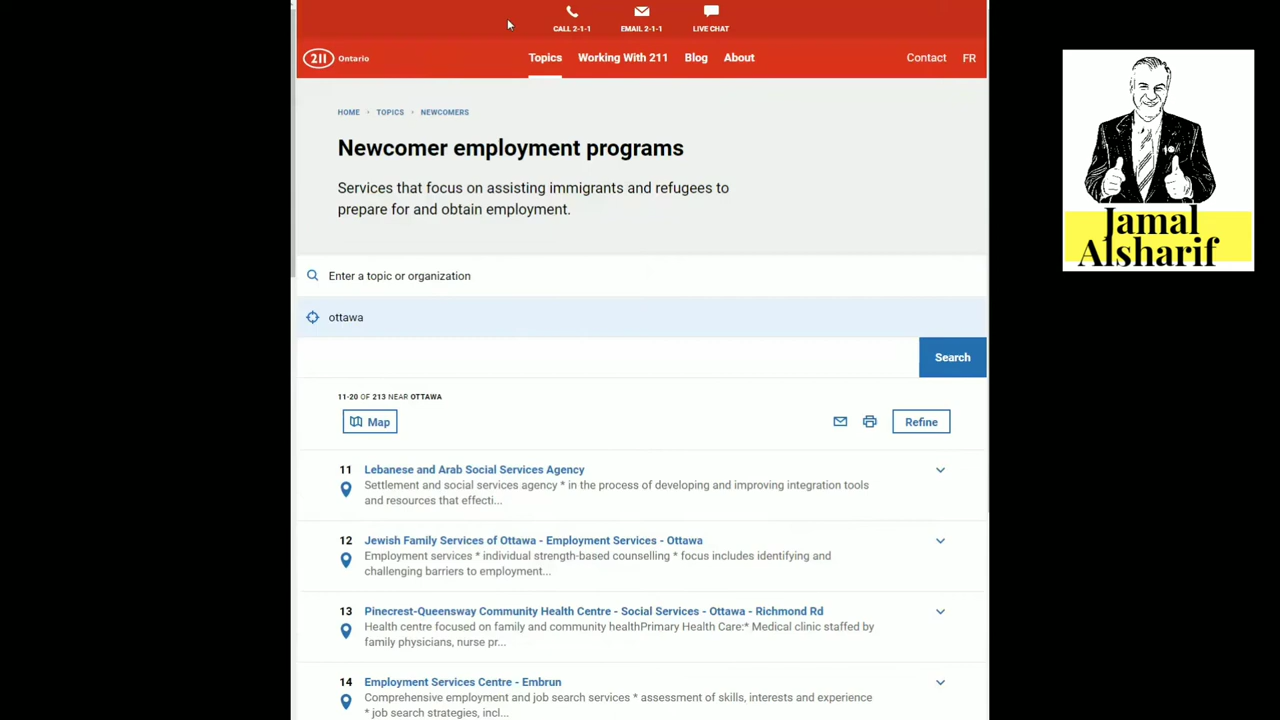 CALL 2-1-1
EMAIL 2-1-1
LIVE CHAT
211 Ontario
Topics
Working With 211
Blog
About
Contact
FR
HOME
TOPICS
NEWCOMERS
Newcomer employment programs
Services that focus on assisting immigrants and refugees to
prepare for and obtain employment.
Enter a topic or organization
ottawa
Search
11-20 OF 213 NEAR OTTAWA
Map
Refine
11 Lebanese and Arab Social Services Agency
Settlement and social services agency * in the process of developing and improving integration tools
and resources that effecti...
12 Jewish Family Services of Ottawa - Employment Services - Ottawa
Employment services * individual strength-based counselling * focus includes identifying and
challenging barriers to employment...
13 Pinecrest-Queensway Community Health Centre - Social Services - Ottawa - Richmond Rd
Health centre focused on family and community healthPrimary Health Care:* Medical clinic staffed by
family physicians, nurse pr...
14 Employment Services Centre - Embrun
Comprehensive employment and job search services * assessment of skills, interests and experience
* job search strategies, incl...
Jamal
Alsharif